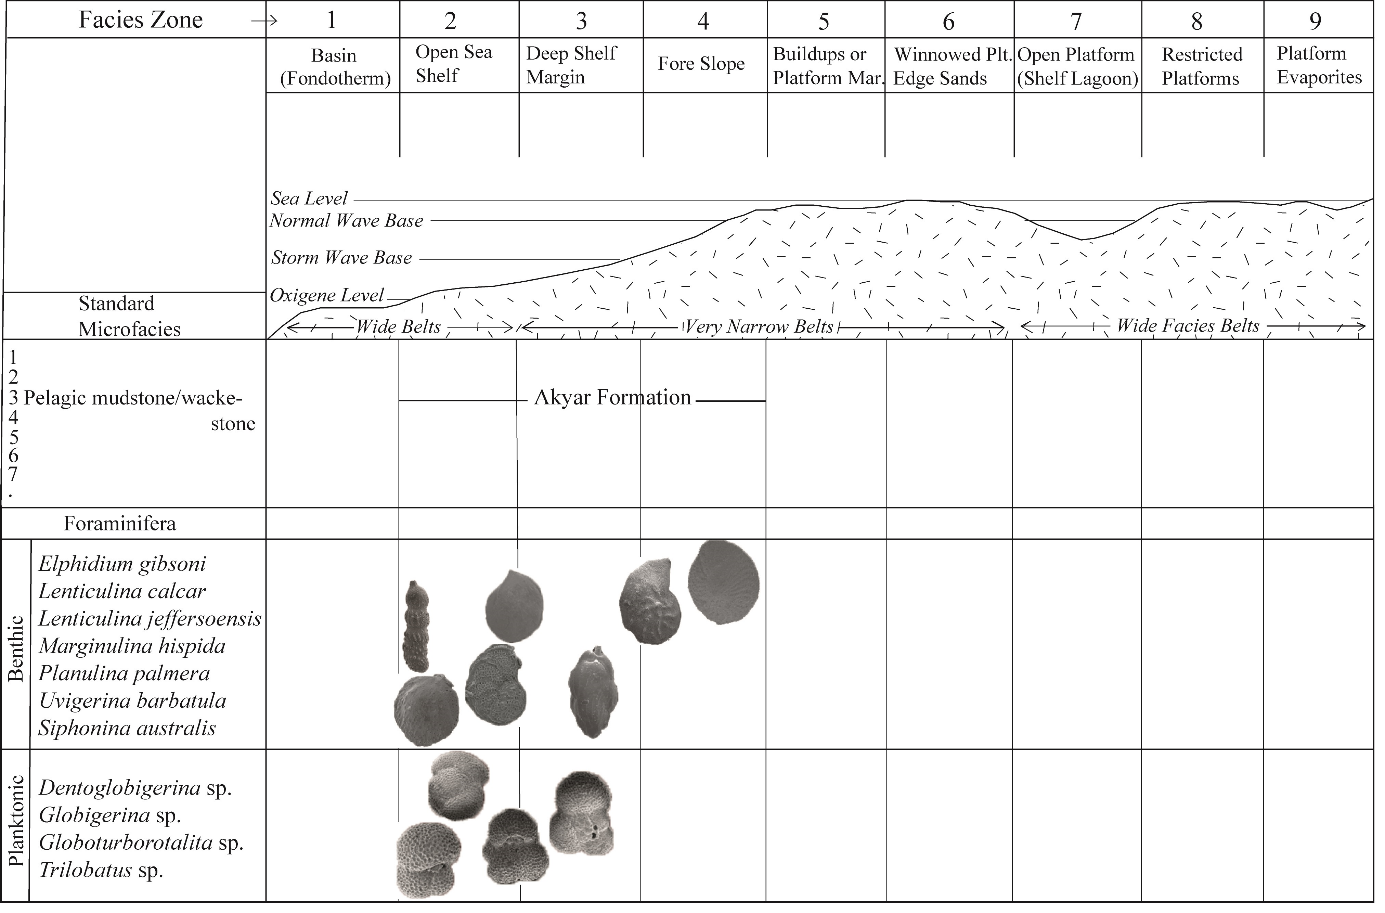 Facies Zone → 1 2 3 4 5 6 7 8 9
Basin
(Fondotherm)
Open Sea
Shelf
Deep Shelf
Margin
Fore Slope
Buildups or
Platform Mar.
Winnowed Plt.
Edge Sands
Open Platform
(Shelf Lagoon)
Restricted
Platforms
Platform
Evaporites
Sea Level
Normal Wave Base
Storm Wave Base
Oxigene Level
Standard
Microfacies
Wide Belts
Very Narrow Belts
Wide Facies Belts
1
2
3 Pelagic mudstone/wacke-
4 stone
5
6
7
.
Akyar Formation
Foraminifera
Benthic
Elphidium gibsoni
Lenticulina calcar
Lenticulina jeffersoensis
Marginulina hispida
Planulina palmera
Uvigerina barbatula
Siphonina australis
Planktonic
Dentoglobigerina sp.
Globigerina sp.
Globoturborotalita sp.
Trilobatus sp.